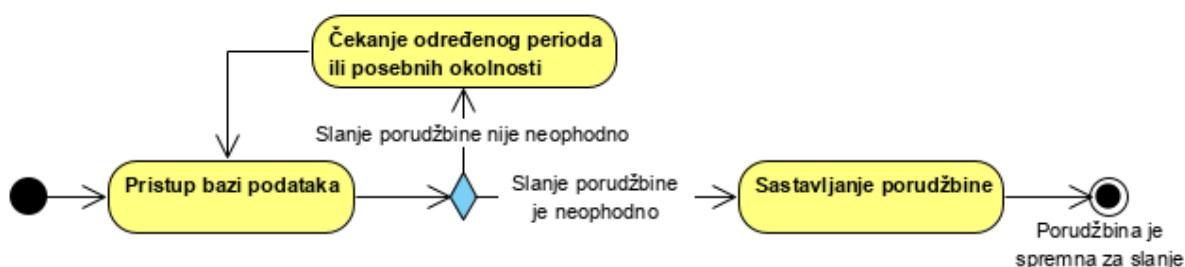 Čekanje određenog perioda
ili posebnih okolnosti
Slanje porudžbine nije neophodno
Pristup bazi podataka
Slanje porudžbine
je neophodno
Sastavljanje porudžbine
Porudžbina je
spremna za slanje